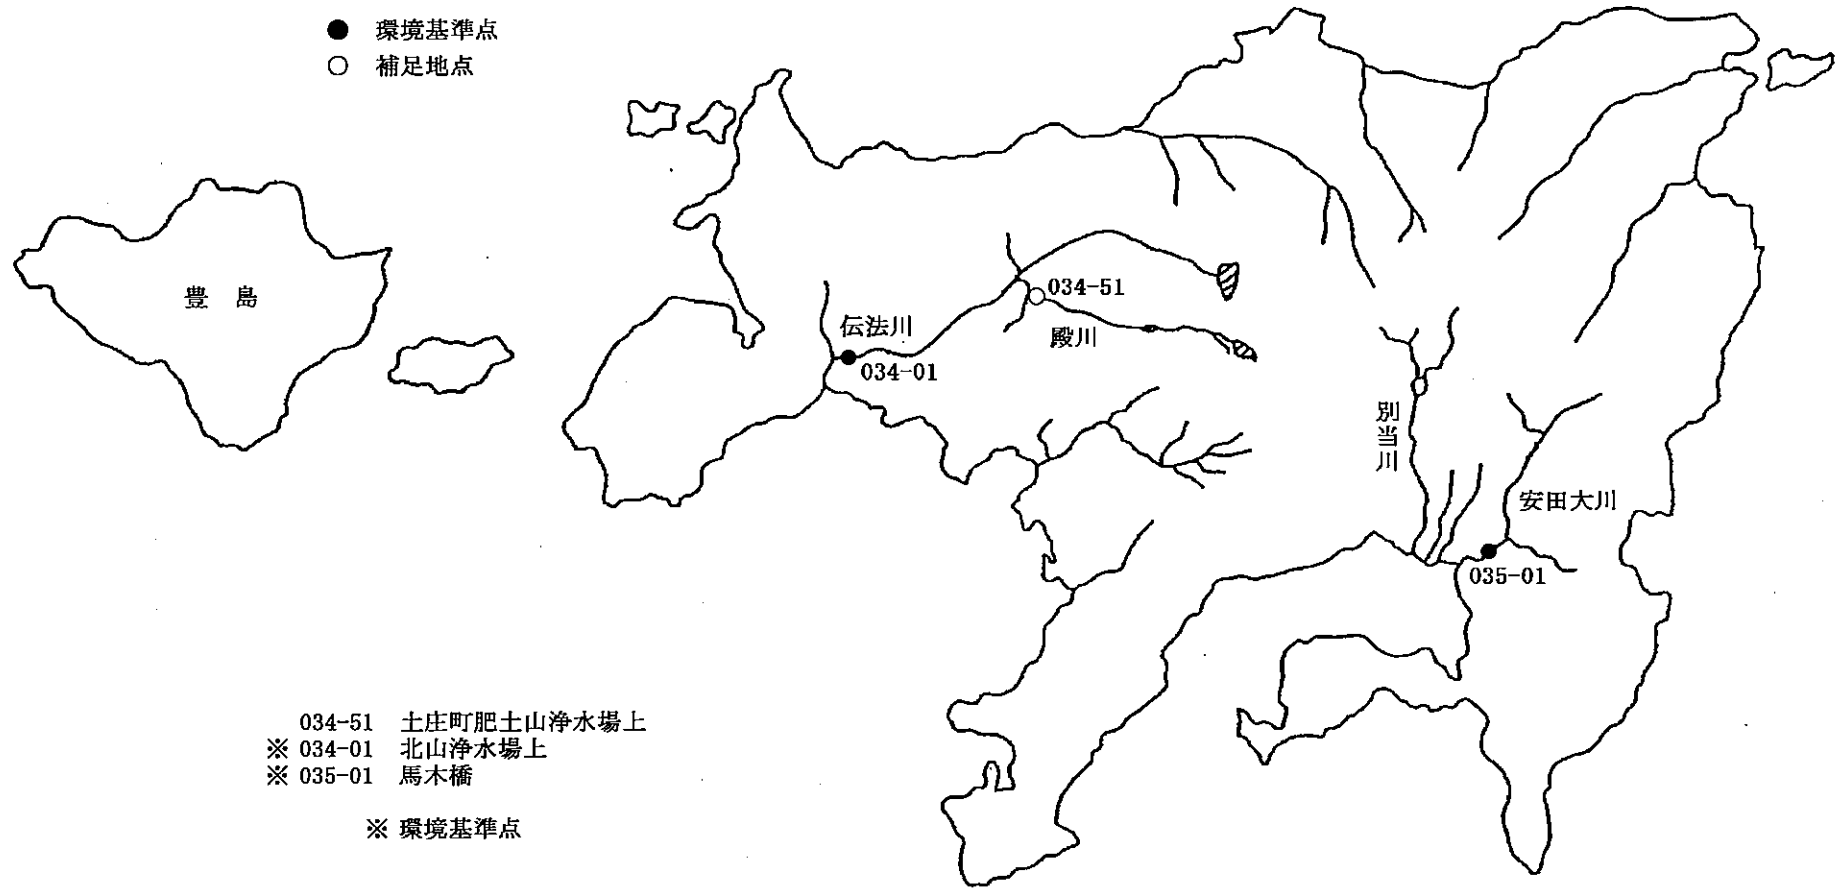 ● 環境基準点
○ 補足地点
豊島
034-51
伝法川
殿川
034-01
別当川
安田大川
035-01
034-51 土庄町肥土山浄水場上
※ 034-01 北山浄水場上
※ 035-01 馬木橋
※ 環境基準点